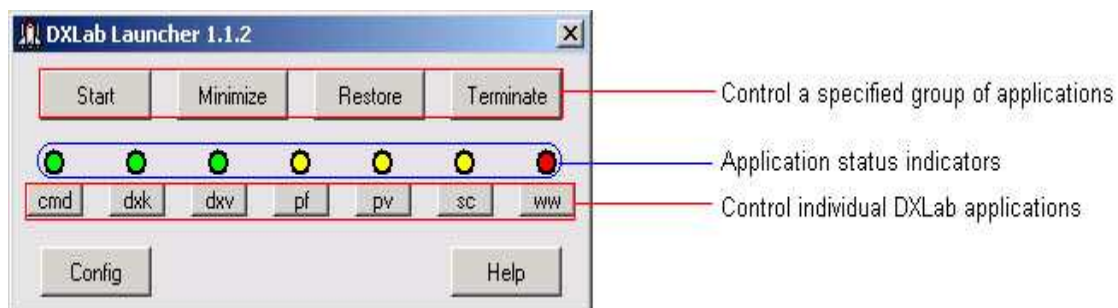 DXLab Launcher 1.1.2
Start Minimize Restore Terminate
Control a specified group of applications
Application status indicators
cmd dxk dxv pf pv sc ww
Control individual DXLab applications
Config Help